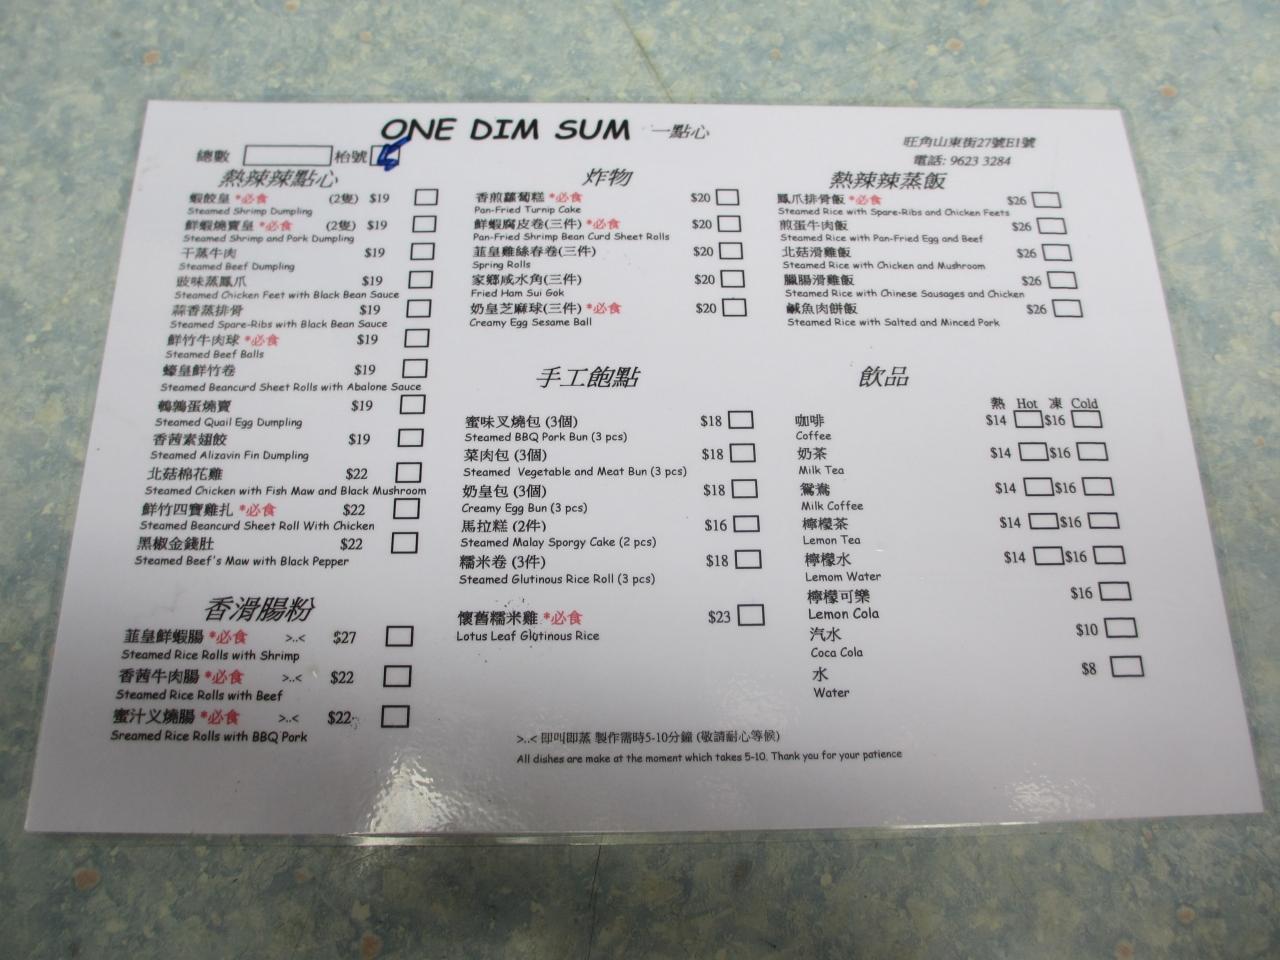 ONE DIM SUM 一點心
旺角山東街27號E1號
電話: 9623 3284
總數 枱號
熱辣辣點心
蝦餃皇 *必食 (2隻) $19
Steamed Shrimp Dumpling
鮮蝦燒賣皇 *必食 (2隻) $19
Steamed Shrimp and Pork Dumpling
干蒸牛肉 $19
Steamed Beef Dumpling
豉味蒸鳳爪 $19
Steamed Chicken Feet with Black Bean Sauce
蒜香蒸排骨 $19
Steamed Spare-Ribs with Black Bean Sauce
鮮竹牛肉球 *必食 $19
Steamed Beef Balls
蠔皇鮮竹卷 $19
Steamed Beancurd Sheet Rolls with Abalone Sauce
鵪鶉蛋燒賣 $19
Steamed Quail Egg Dumpling
香茜素翅餃 $19
Steamed Alizavin Fin Dumpling
北菇棉花雞 $22
Steamed Chicken with Fish Maw and Black Mushroom
鮮竹四寶雞扎 *必食 $22
Steamed Beancurd Sheet Roll With Chicken
黑椒金錢肚 $22
Steamed Beef's Maw with Black Pepper
香滑腸粉
韮皇鮮蝦腸 *必食 >..< $27
Steamed Rice Rolls with Shrimp
香茜牛肉腸 *必食 >..< $22
Steamed Rice Rolls with Beef
蜜汁义燒腸 *必食 >..< $22
Sreamed Rice Rolls with BBQ Pork
炸物
香煎蘿蔔糕 *必食 $20
Pan-Fried Turnip Cake
鮮蝦腐皮卷(三件) *必食 $20
Pan-Fried Shrimp Bean Curd Sheet Rolls
韮皇雞絲春卷(三件) $20
Spring Rolls
家鄉咸水角(三件) $20
Fried Ham Sui Gok
奶皇芝麻球(三件) *必食 $20
Creamy Egg Sesame Ball
手工飽點
蜜味叉燒包 (3個) $18
Steamed BBQ Pork Bun (3 pcs)
菜肉包 (3個) $18
Steamed Vegetable and Meat Bun (3 pcs)
奶皇包 (3個) $18
Creamy Egg Bun (3 pcs)
馬拉糕 (2件) $16
Steamed Malay Sporgy Cake (2 pcs)
糯米卷 (3件) $18
Steamed Glutinous Rice Roll (3 pcs)
懷舊糯米雞 *必食 $23
Lotus Leaf Glutinous Rice
熱辣辣蒸飯
鳳爪排骨飯 *必食 $26
Steamed Rice with Spare-Ribs and Chicken Feets
煎蛋牛肉飯 $26
Steamed Rice with Pan-Fried Egg and Beef
北菇滑雞飯 $26
Steamed Rice with Chicken and Mushroom
臘腸滑雞飯 $26
Steamed Rice with Chinese Sausages and Chicken
鹹魚肉餅飯 $26
Steamed Rice with Salted and Minced Pork
飲品
熱 Hot 凍 Cold
咖啡 $14 $16
Coffee
奶茶 $14 $16
Milk Tea
鴛鴦 $14 $16
Milk Coffee
檸檬茶 $14 $16
Lemon Tea
檸檬水 $14 $16
Lemom Water
檸檬可樂 $16
Lemon Cola
汽水 $10
Coca Cola
水 $8
Water
>..< 即叫即蒸 製作需時5-10分鐘 (敬請耐心等候)
All dishes are make at the moment which takes 5-10. Thank you for your patience